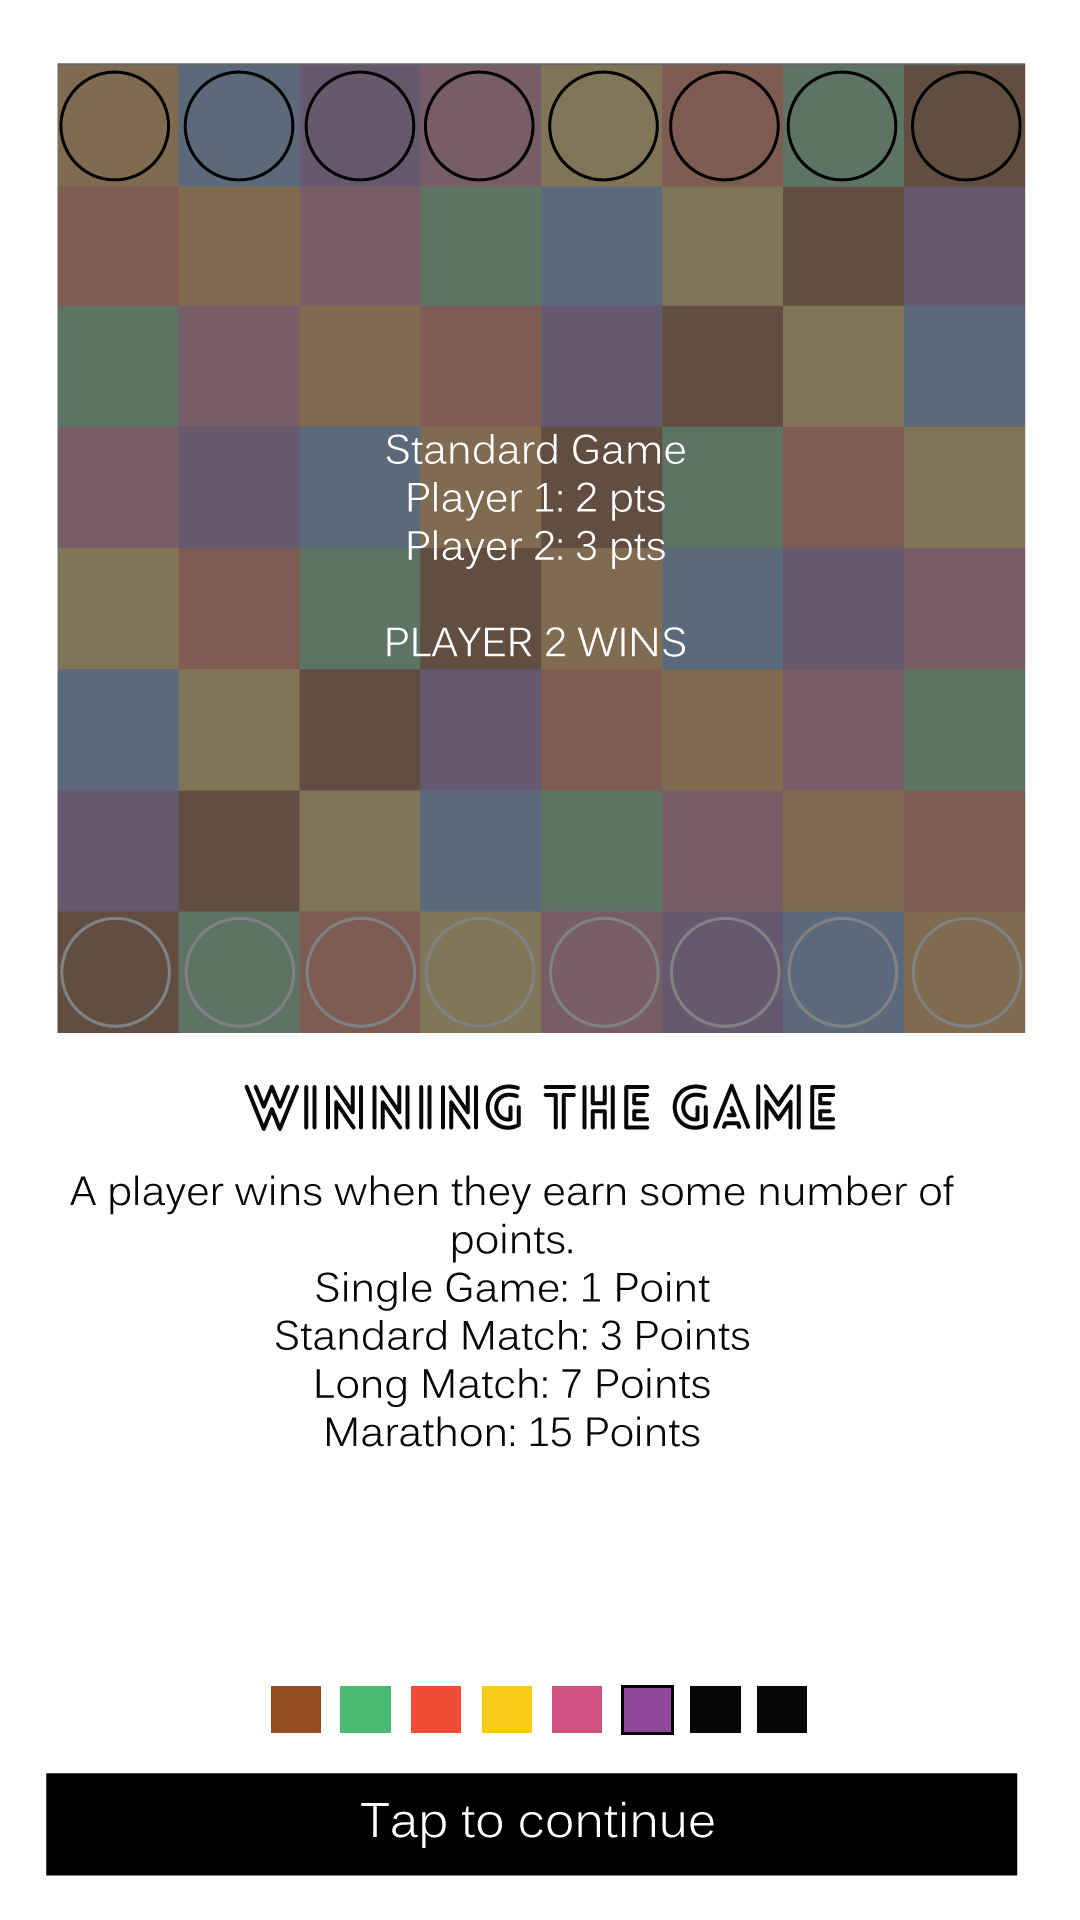 Standard Game
Player 1: 2 pts
Player 2: 3 pts
PLAYER 2 WINS
WINNING THE GAME
A player wins when they earn some number of
points.
Single Game: 1 Point
Standard Match: 3 Points
Long Match: 7 Points
Marathon: 15 Points
Tap to continue